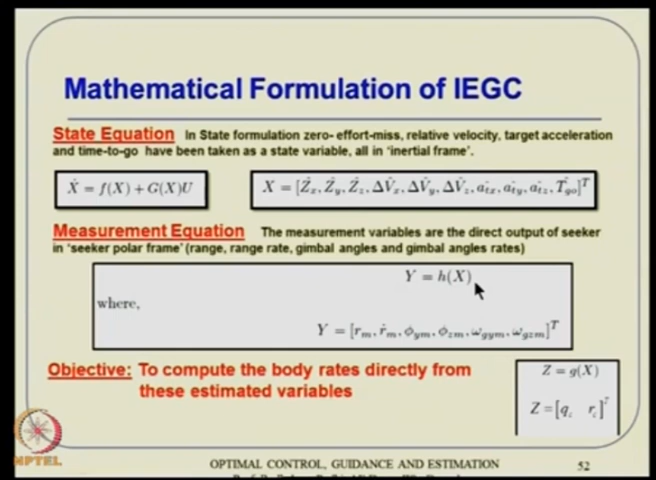 Mathematical Formulation of IEGC
State Equation In State formulation zero- effort-miss, relative velocity, target acceleration
and time-to-go have been taken as a state variable, all in 'inertial frame'.
Ẋ = f(X) + G(X)U
X = [Ẑx, Ẑy, Ẑz, ΔV̂x, ΔV̂y, ΔV̂z, âtx, âty, âtz, T̂go]^T
Measurement Equation The measurement variables are the direct output of seeker
in 'seeker polar frame'(range, range rate, gimbal angles and gimbal angles rates)
Y = h(X)
where,
Y = [rm, ṙm, φym, φzm, ωgym, ωgzm]^T
Objective: To compute the body rates directly from
these estimated variables
Z = g(X)
Z = [qc rc]^T
NPTEL
OPTIMAL CONTROL, GUIDANCE AND ESTIMATION
52